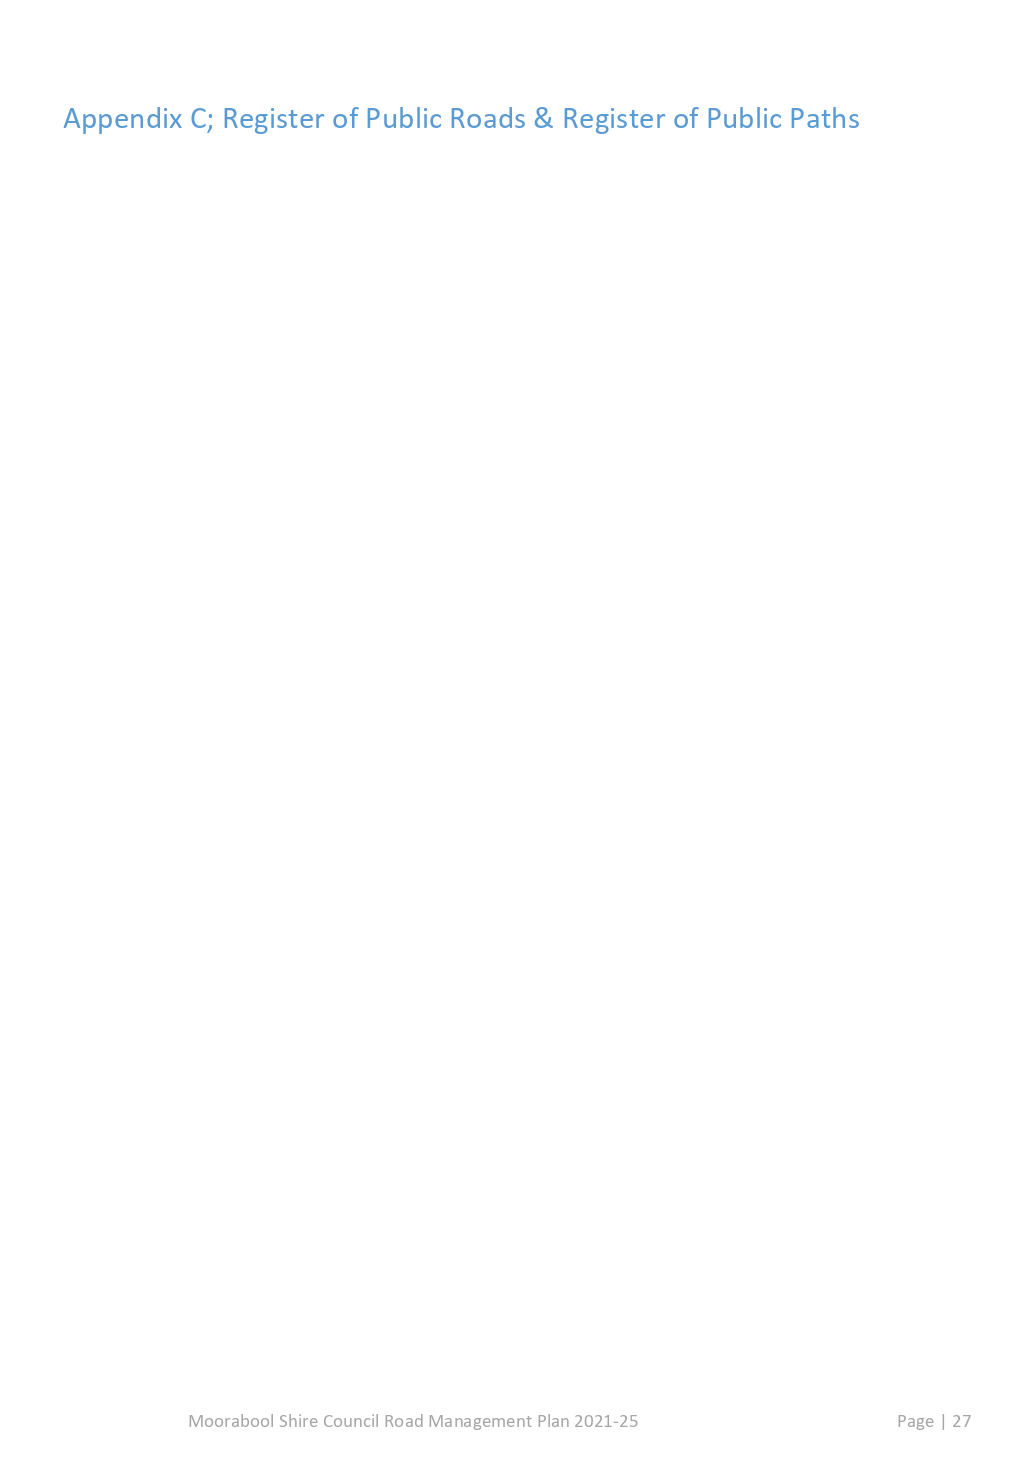 Appendix C; Register of Public Roads & Register of Public Paths
Moorabool Shire Council Road Management Plan 2021-25 Page | 27